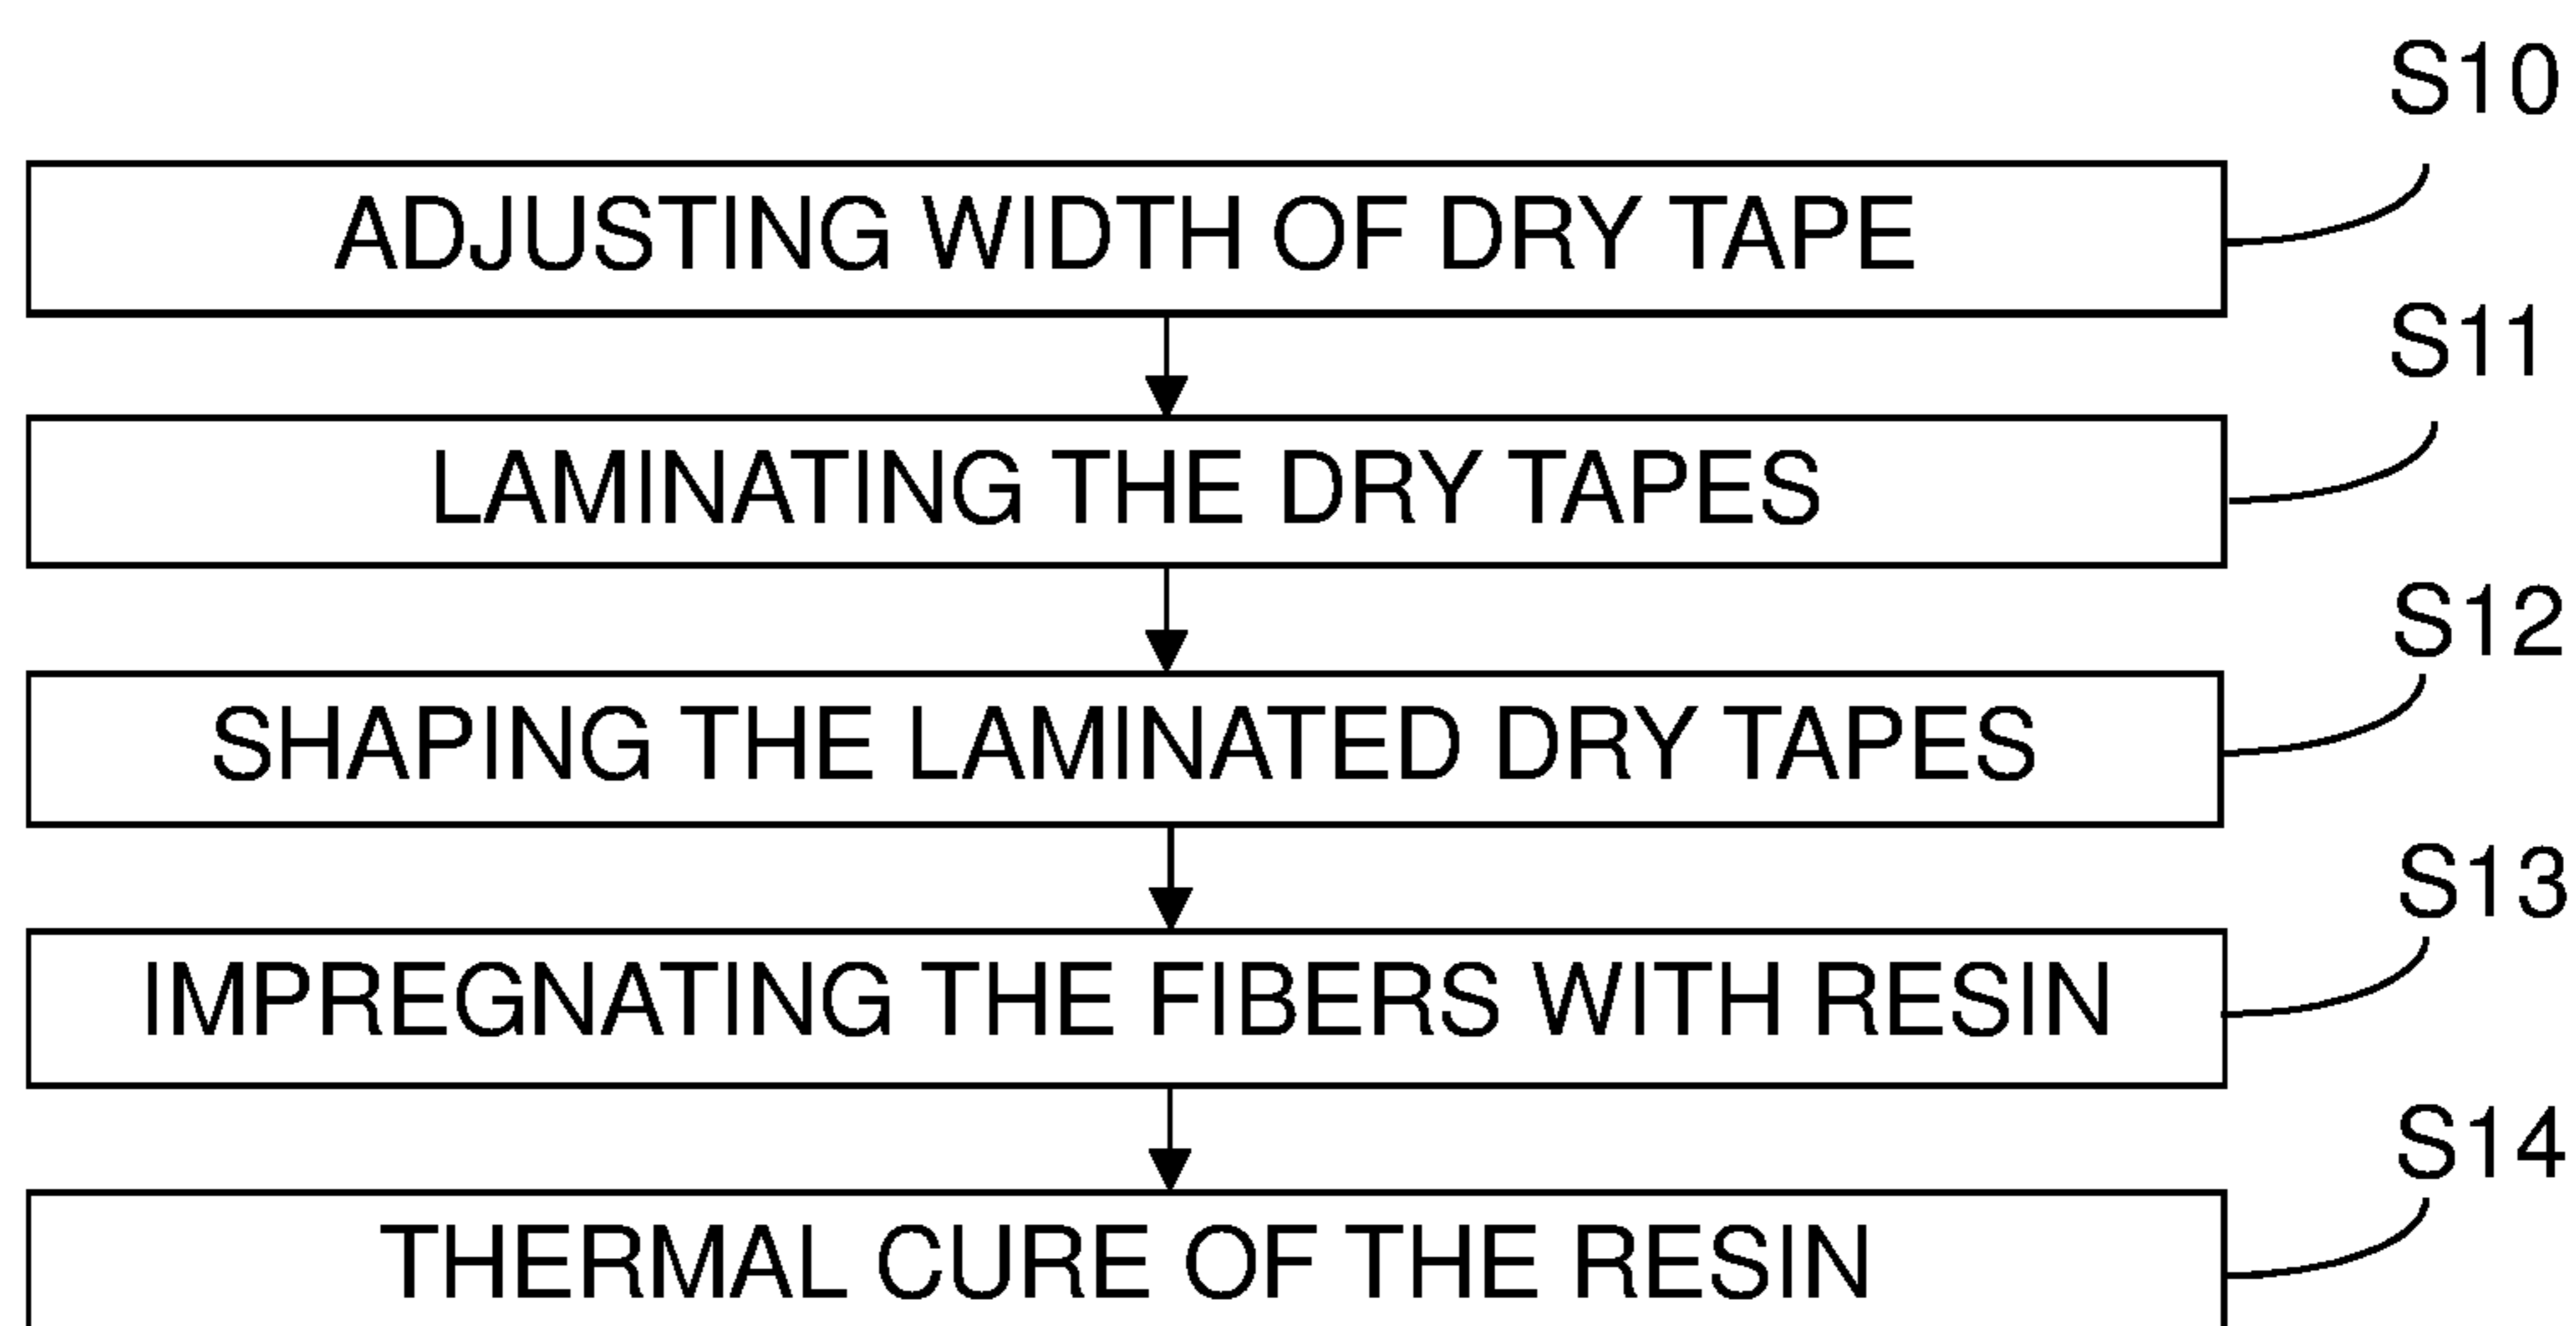 S10
ADJUSTING WIDTH OF DRY TAPE
S11
LAMINATING THE DRY TAPES
S12
SHAPING THE LAMINATED DRY TAPES
S13
IMPREGNATING THE FIBERS WITH RESIN
S14
THERMAL CURE OF THE RESIN